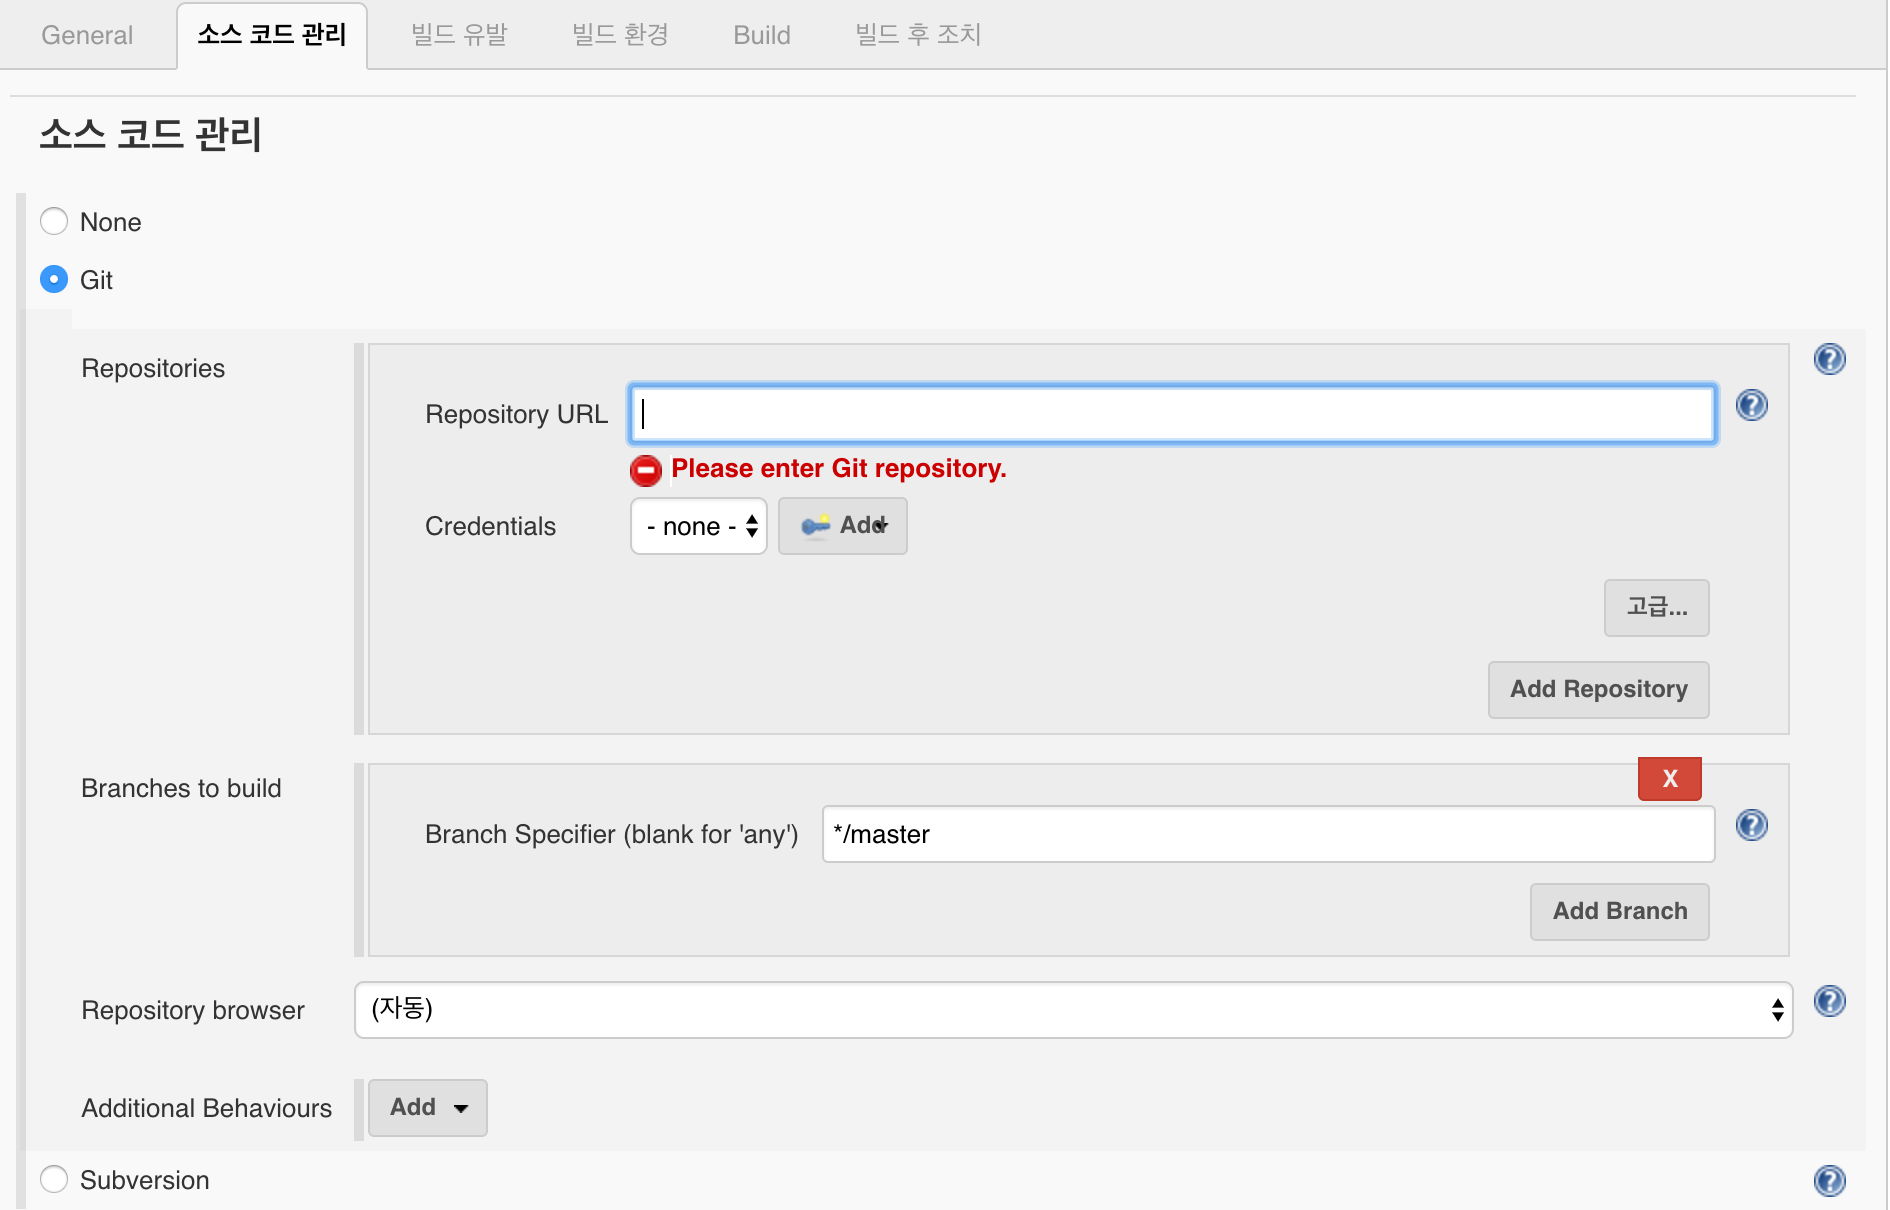 General 소스 코드 관리 빌드 유발 빌드 환경 Build 빌드 후 조치
소스 코드 관리
None
Git
Repositories
Repository URL
Please enter Git repository.
Credentials - none - Add
고급...
Add Repository
Branches to build
X
Branch Specifier (blank for 'any') */master
Add Branch
Repository browser (자동)
Additional Behaviours Add
Subversion